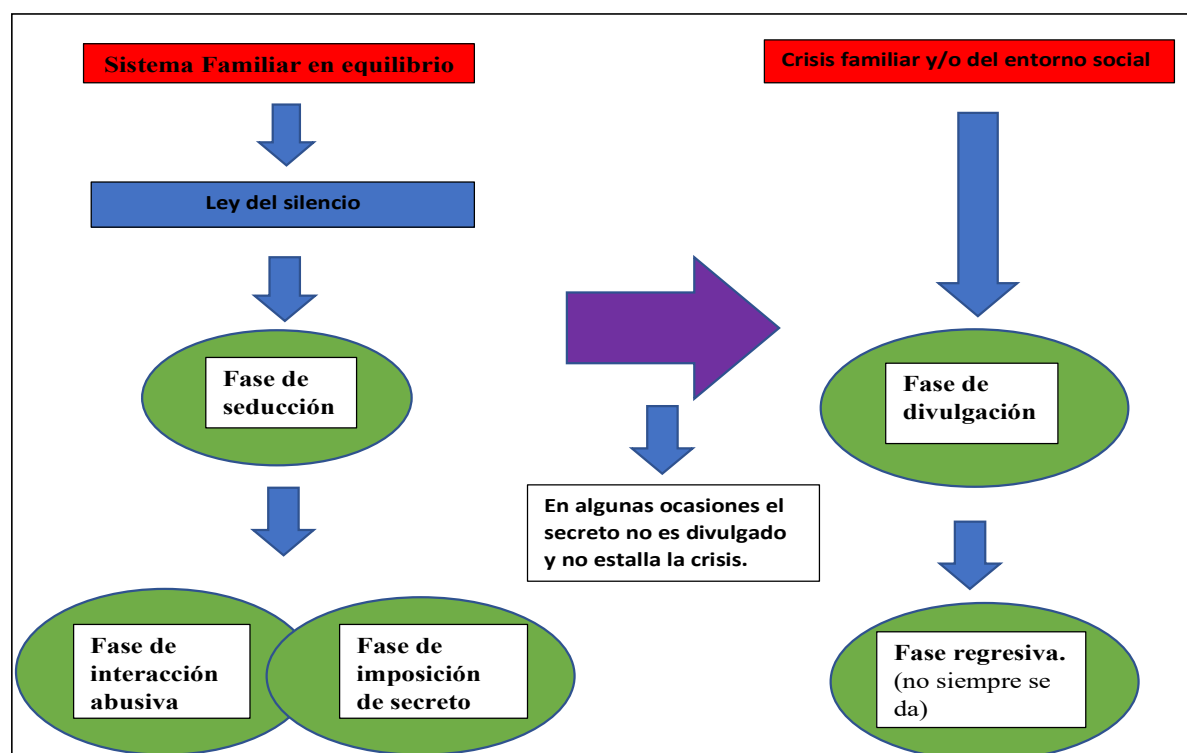 Sistema Familiar en equilibrio
Ley del silencio
Fase de
seducción
Fase de
interacción
abusiva
Fase de
imposición
de secreto
En algunas ocasiones el
secreto no es divulgado
y no estalla la crisis.
Crisis familiar y/o del entorno social
Fase de
divulgación
Fase regresiva.
(no siempre se
da)